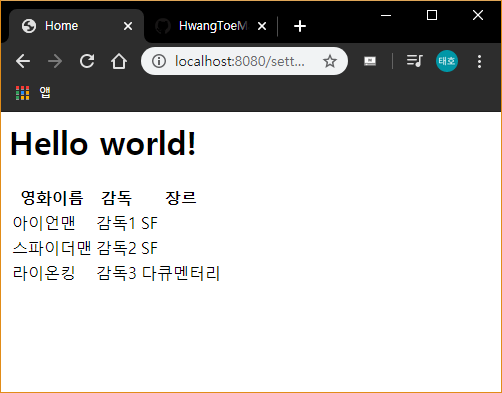 Home
HwangToeM
localhost:8080/sett...
태호
앱
Hello world!
영화이름 감독 장르
아이언맨 감독1 SF
스파이더맨 감독2 SF
라이온킹 감독3 다큐멘터리